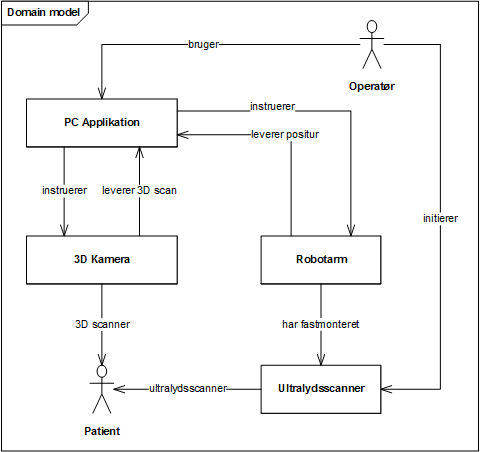 Domain model
bruger
Operatør
instruerer
PC Applikation
leverer positur
instruerer
leverer 3D scan
initierer
3D Kamera
Robotarm
3D scanner
har fastmonteret
ultralydsscanner
Ultralydsscanner
Patient